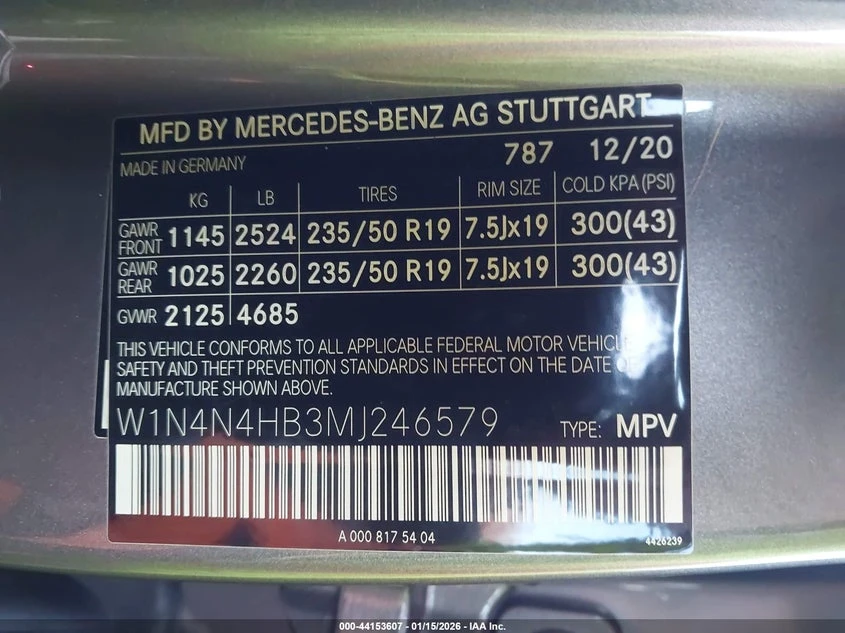 MFD BY MERCEDES-BENZ AG STUTTGART
MADE IN GERMANY 787 12/20
KG LB TIRES RIM SIZE COLD KPA (PSI)
GAWR FRONT 1145 2524 235/50 R19 7.5Jx19 300(43)
GAWR REAR 1025 2260 235/50 R19 7.5Jx19 300(43)
GVWR 2125 4685
THIS VEHICLE CONFORMS TO ALL APPLICABLE FEDERAL MOTOR VEHICLE
SAFETY AND THEFT PREVENTION STANDARDS IN EFFECT ON THE DATE OF
MANUFACTURE SHOWN ABOVE.
W1N4N4HB3MJ246579 TYPE: MPV
A 000 817 54 04 4426239
000-44153607 - 01/15/2026 - IAA Inc.